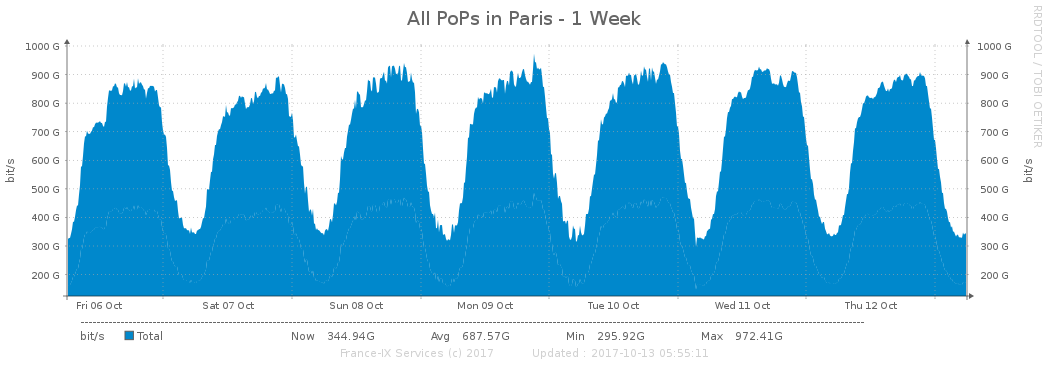 All PoPs in Paris - 1 Week
RRDTOOL / TOBI OETIKER
1000 G 1000 G
900 G 900 G
800 G 800 G
700 G 700 G
600 G 600 G
500 G 500 G
400 G 400 G
300 G 300 G
200 G 200 G
bit/s bit/s
Fri 06 Oct Sat 07 Oct Sun 08 Oct Mon 09 Oct Tue 10 Oct Wed 11 Oct Thu 12 Oct
bit/s Total Now 344.94G Avg 687.57G Min 295.92G Max 972.41G
France-IX Services (c) 2017 Updated : 2017-10-13 05:55:11